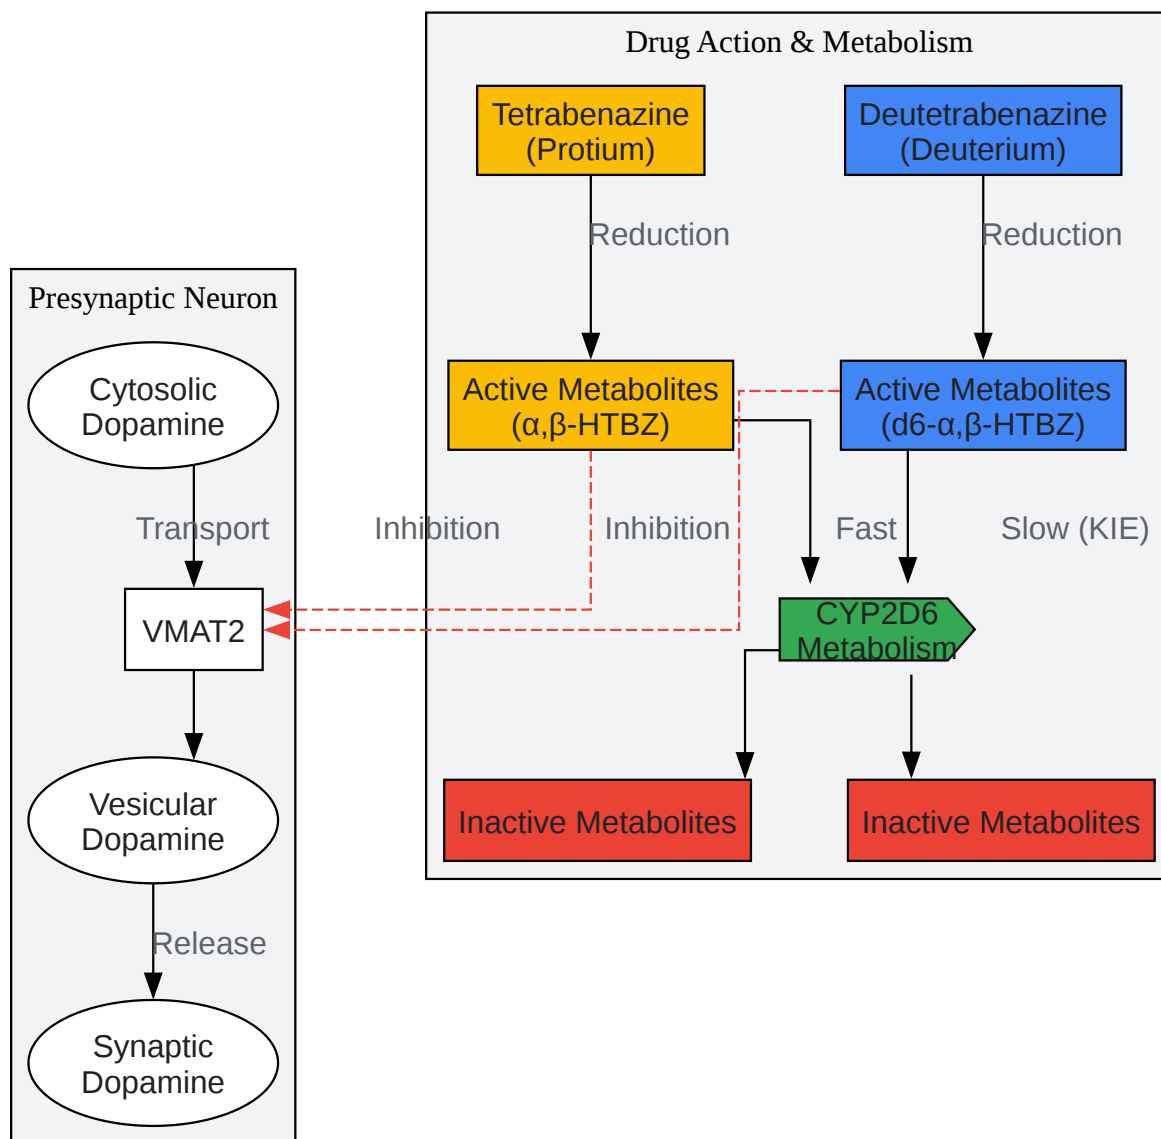 Drug Action & Metabolism
Tetrabenazine
(Protium)
Deutetrabenazine
(Deuterium)
Reduction
Reduction
Presynaptic Neuron
Cytosolic
Dopamine
Active Metabolites
(α,β-HTBZ)
Active Metabolites
(d6-α,β-HTBZ)
Transport
Inhibition
Inhibition
Fast
Slow (KIE)
VMAT2
CYP2D6
Metabolism
Vesicular
Dopamine
Inactive Metabolites
Inactive Metabolites
Release
Synaptic
Dopamine